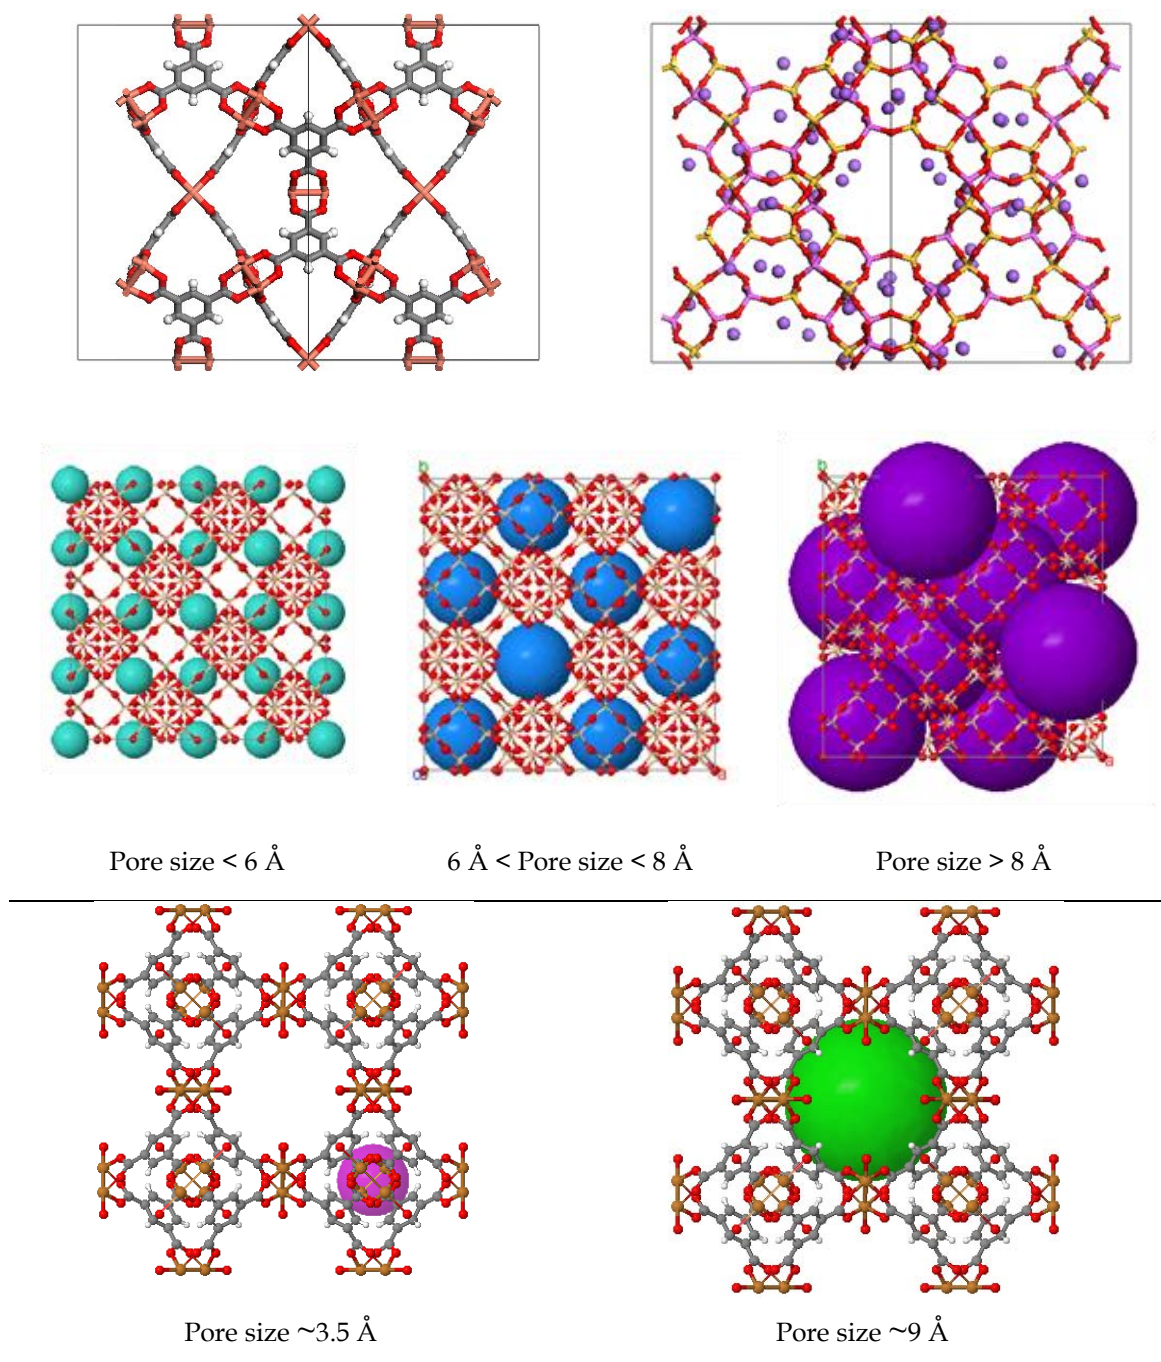 b
b
o
a
a
Pore size < 6 Å
6 Å < Pore size < 8 Å
Pore size > 8 Å
Pore size ~3.5 Å
Pore size ~9 Å